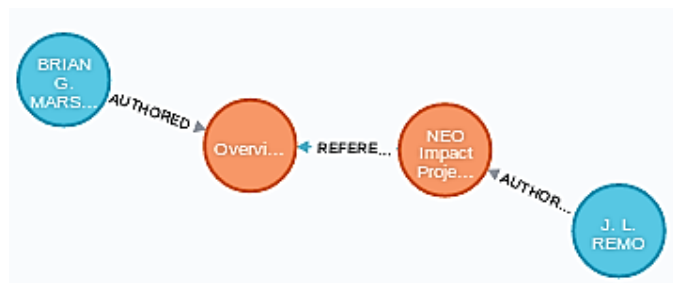 BRIAN
G.
MARS...
AUTHORED
Overvi...
REFERE...
NEO
Impact
Proje...
AUTHOR...
J. L.
REMO